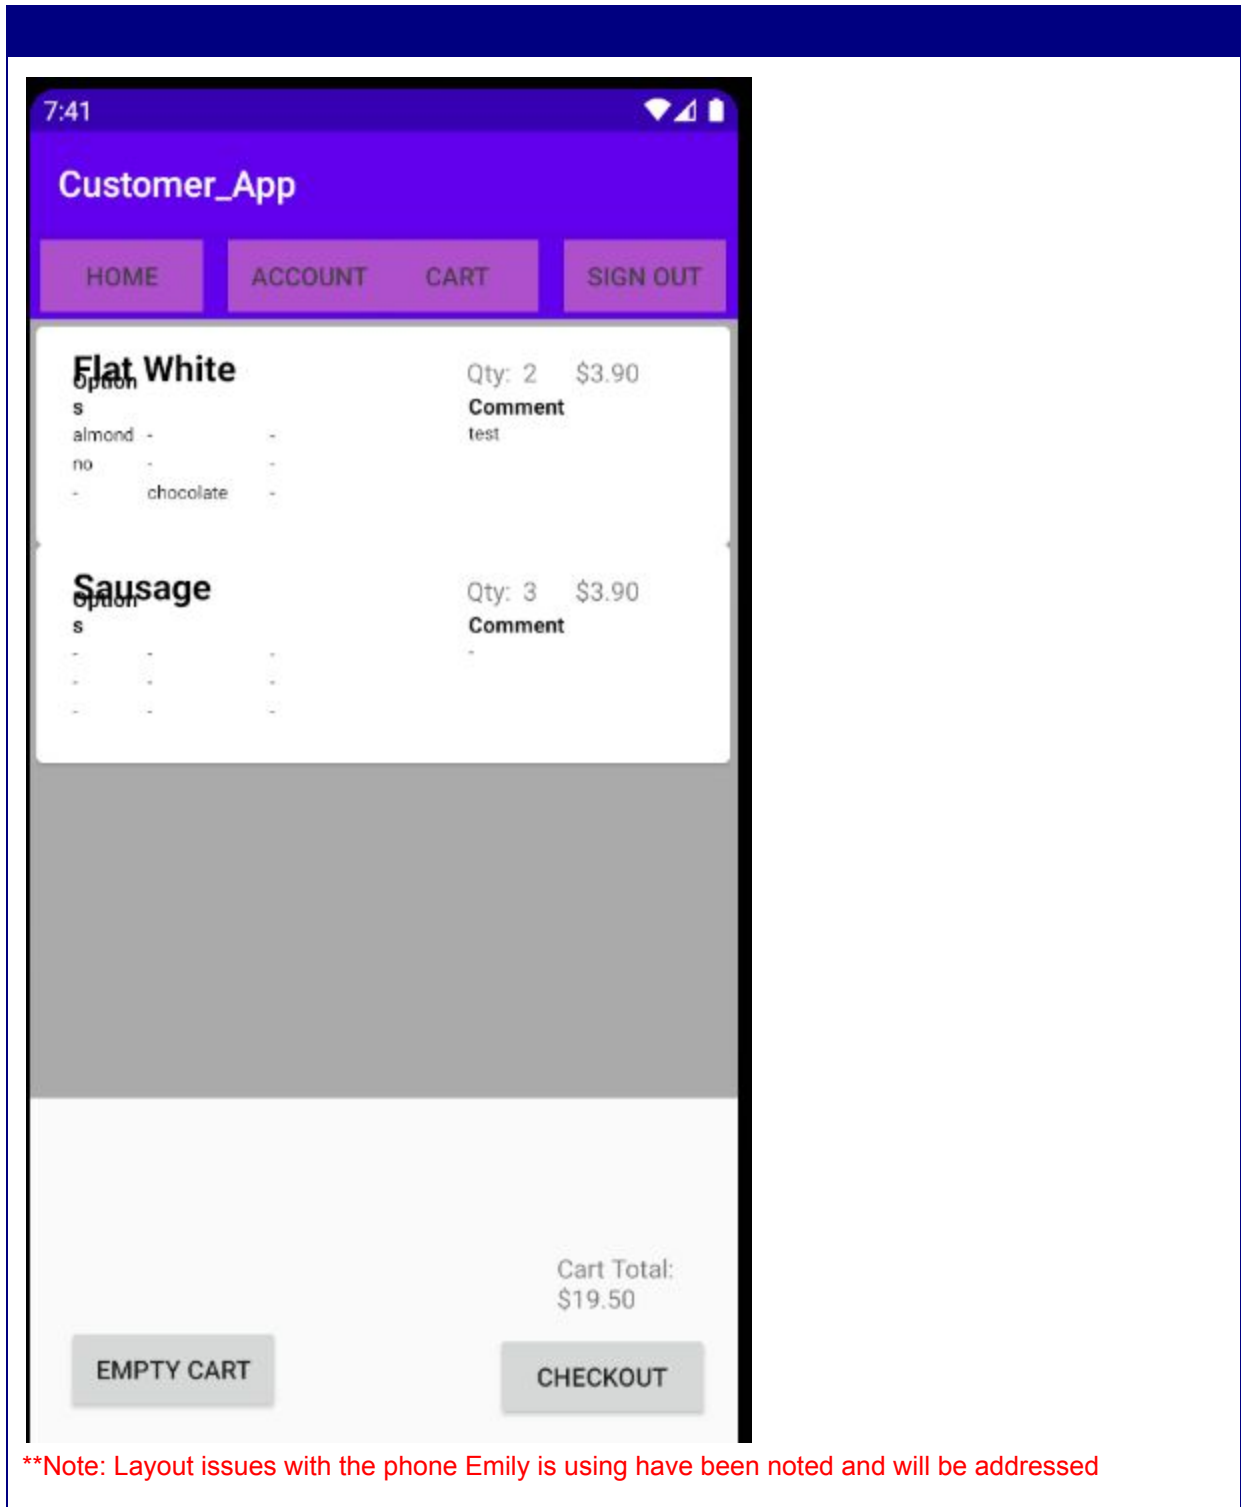 7:41
Customer_App
HOME ACCOUNT CART SIGN OUT
Flat White Qty: 2 $3.90
Option
s Comment
almond - - test
no - -
- chocolate -
Sausage Qty: 3 $3.90
Option
s Comment
- - - -
- - -
- - -
Cart Total:
$19.50
EMPTY CART CHECKOUT
**Note: Layout issues with the phone Emily is using have been noted and will be addressed